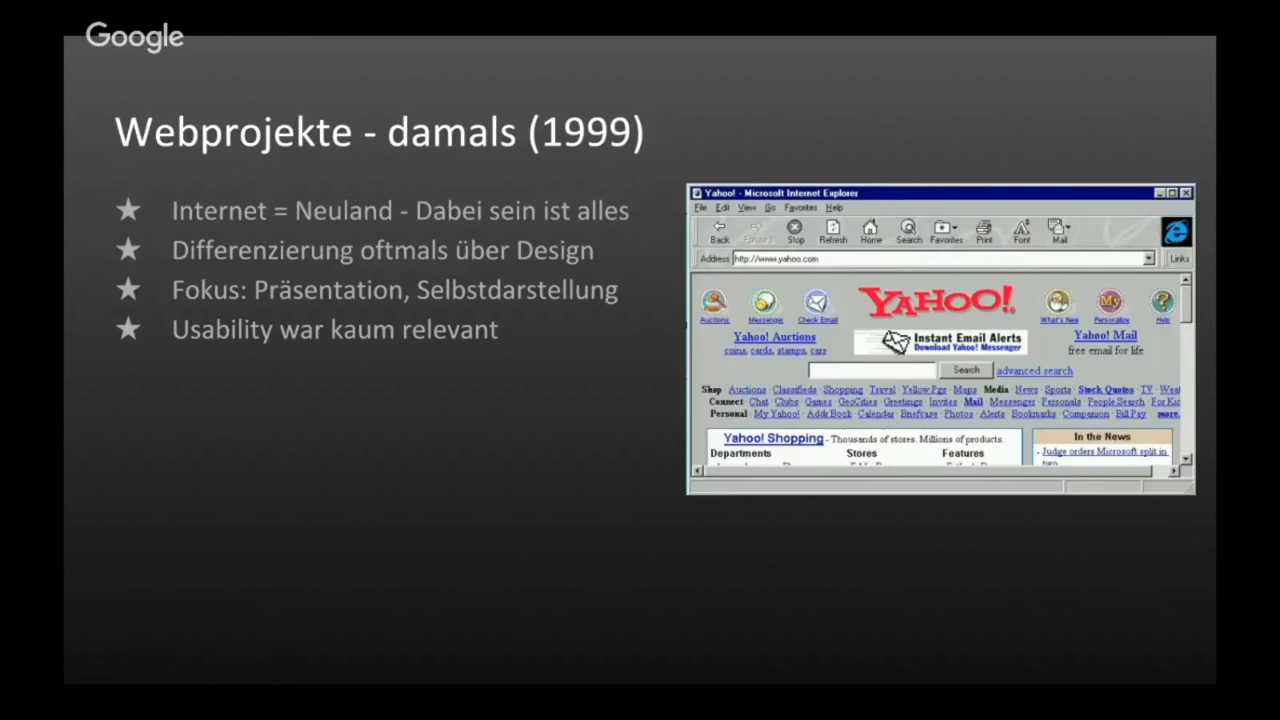 Google
Webprojekte - damals (1999)
★ Internet = Neuland - Dabei sein ist alles
★ Differenzierung oftmals über Design
★ Fokus: Präsentation, Selbstdarstellung
★ Usability war kaum relevant
Yahoo! - Microsoft Internet Explorer
File Edit View Go Favorites Help
Back Forward Stop Refresh Home Search Favorites Print Font Mail
Address http://www.yahoo.com Links
YAHOO!
Auctions Messenger Check Email What's New Personalize Help
Yahoo! Auctions
coins, cards, stamps, cars
Instant Email Alerts
Download Yahoo! Messenger
Yahoo! Mail
free email for life
Search advanced search
Shop - Auctions · Classifieds · Shopping · Travel · Yellow Pgs · Maps Media · News · Sports · Stock Quotes · TV · Weat
Connect · Chat · Clubs · Games · GeoCities · Greetings · Invites · Mail · Messenger · Personals · People Search · For Kid
Personal · My Yahoo! · Addr Book · Calendar · Briefcase · Photos · Alerts · Bookmarks · Companion · Bill Pay more.
Yahoo! Shopping - Thousands of stores. Millions of products.
Departments Stores Features
In the News
· Judge orders Microsoft split in
two